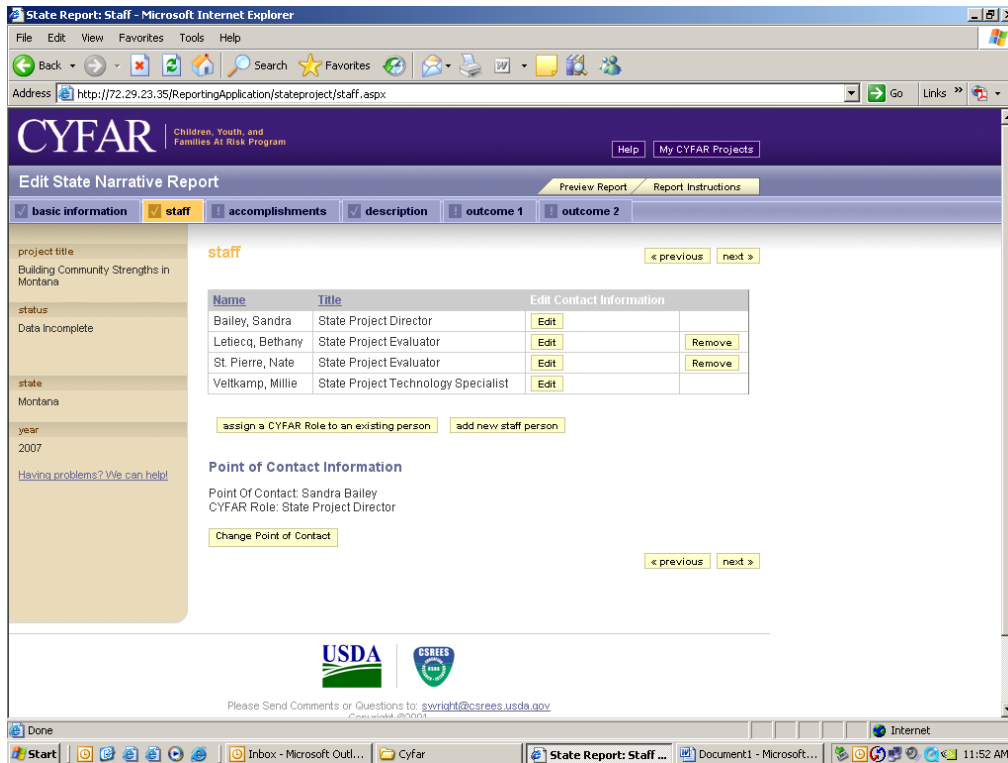 State Report: Staff - Microsoft Internet Explorer
File Edit View Favorites Tools Help
Back Search Favorites
Address http://72.29.23.35/ReportingApplication/stateproject/staff.aspx Go Links »
CYFAR Children, Youth, and
Families At Risk Program
Help My CYFAR Projects
Edit State Narrative Report Preview Report Report Instructions
basic information staff ! accomplishments description ! outcome 1 ! outcome 2
project title
Building Community Strengths in
Montana
status
Data Incomplete
state
Montana
year
2007
Having problems? We can help!
staff
« previous next »
Name Title Edit Contact Information
Bailey, Sandra State Project Director Edit
Letiecq, Bethany State Project Evaluator Edit Remove
St. Pierre, Nate State Project Evaluator Edit Remove
Veltkamp, Millie State Project Technology Specialist Edit
assign a CYFAR Role to an existing person add new staff person
Point of Contact Information
Point Of Contact: Sandra Bailey
CYFAR Role: State Project Director
Change Point of Contact
« previous next »
USDA CSREES
Please Send Comments or Questions to: swright@csrees.usda.gov
Copyright ©2001
Done Internet
Start Inbox - Microsoft Outl... Cyfar State Report: Staff ... Document1 - Microsoft... 11:52 AM